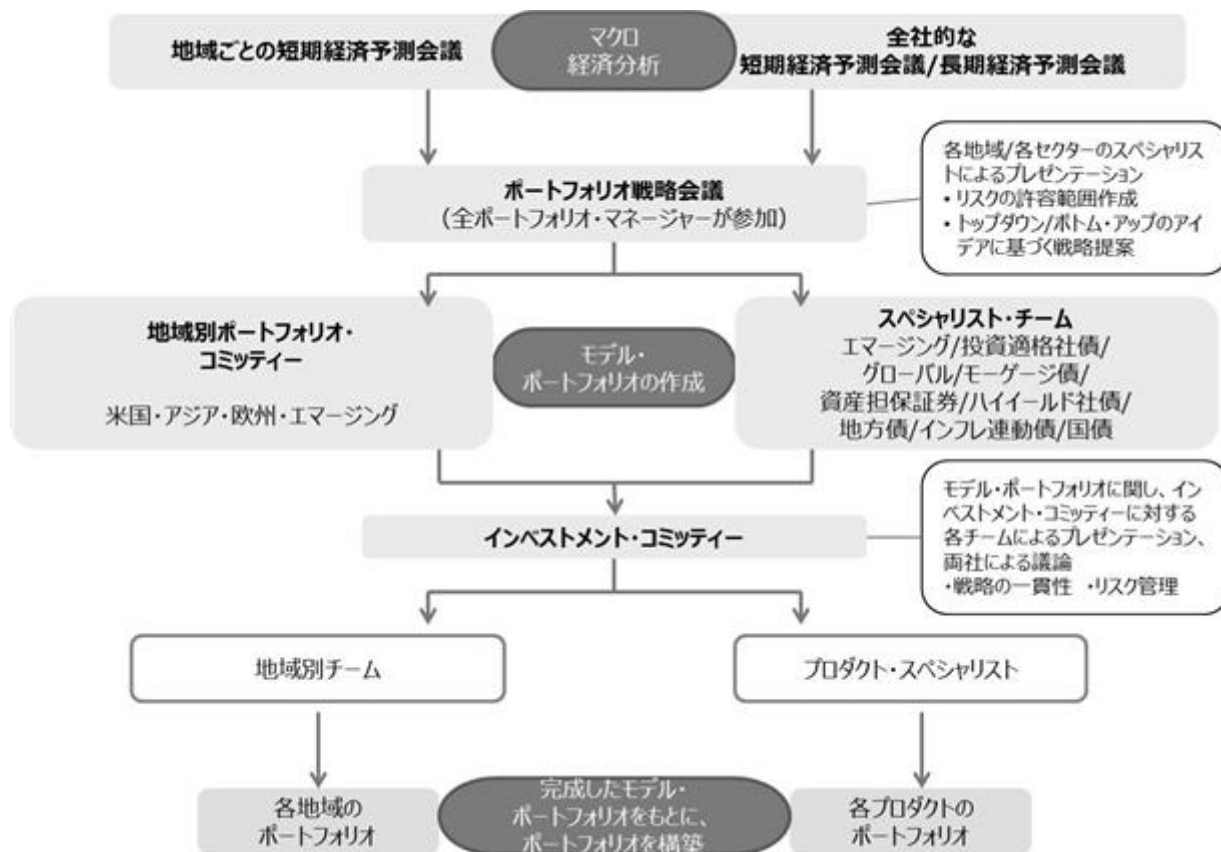 地域ごとの短期経済予測会議
マクロ
経済分析
全社的な
短期経済予測会議/長期経済予測会議
各地域/各セクターのスペシャリス
トによるプレゼンテーション
• リスクの許容範囲作成
• トップダウン/ボトム・アップのアイ
デアに基づく戦略提案
ポートフォリオ戦略会議
(全ポートフォリオ・マネージャーが参加)
地域別ポートフォリオ・
コミッティー
米国・アジア・欧州・エマージング
モデル・
ポートフォリオの作成
スペシャリスト・チーム
エマージング/投資適格社債/
グローバル/モーゲージ債/
資産担保証券/ハイイールド社債/
地方債/インフレ連動債/国債
モデル・ポートフォリオに関し、イン
ベストメント・コミッティーに対する
各チームによるプレゼンテーション、
両社による議論
・戦略の一貫性 ・リスク管理
インベストメント・コミッティー
地域別チーム
プロダクト・スペシャリスト
各地域の
ポートフォリオ
完成したモデル・
ポートフォリオをもとに、
ポートフォリオを構築
各プロダクトの
ポートフォリオ